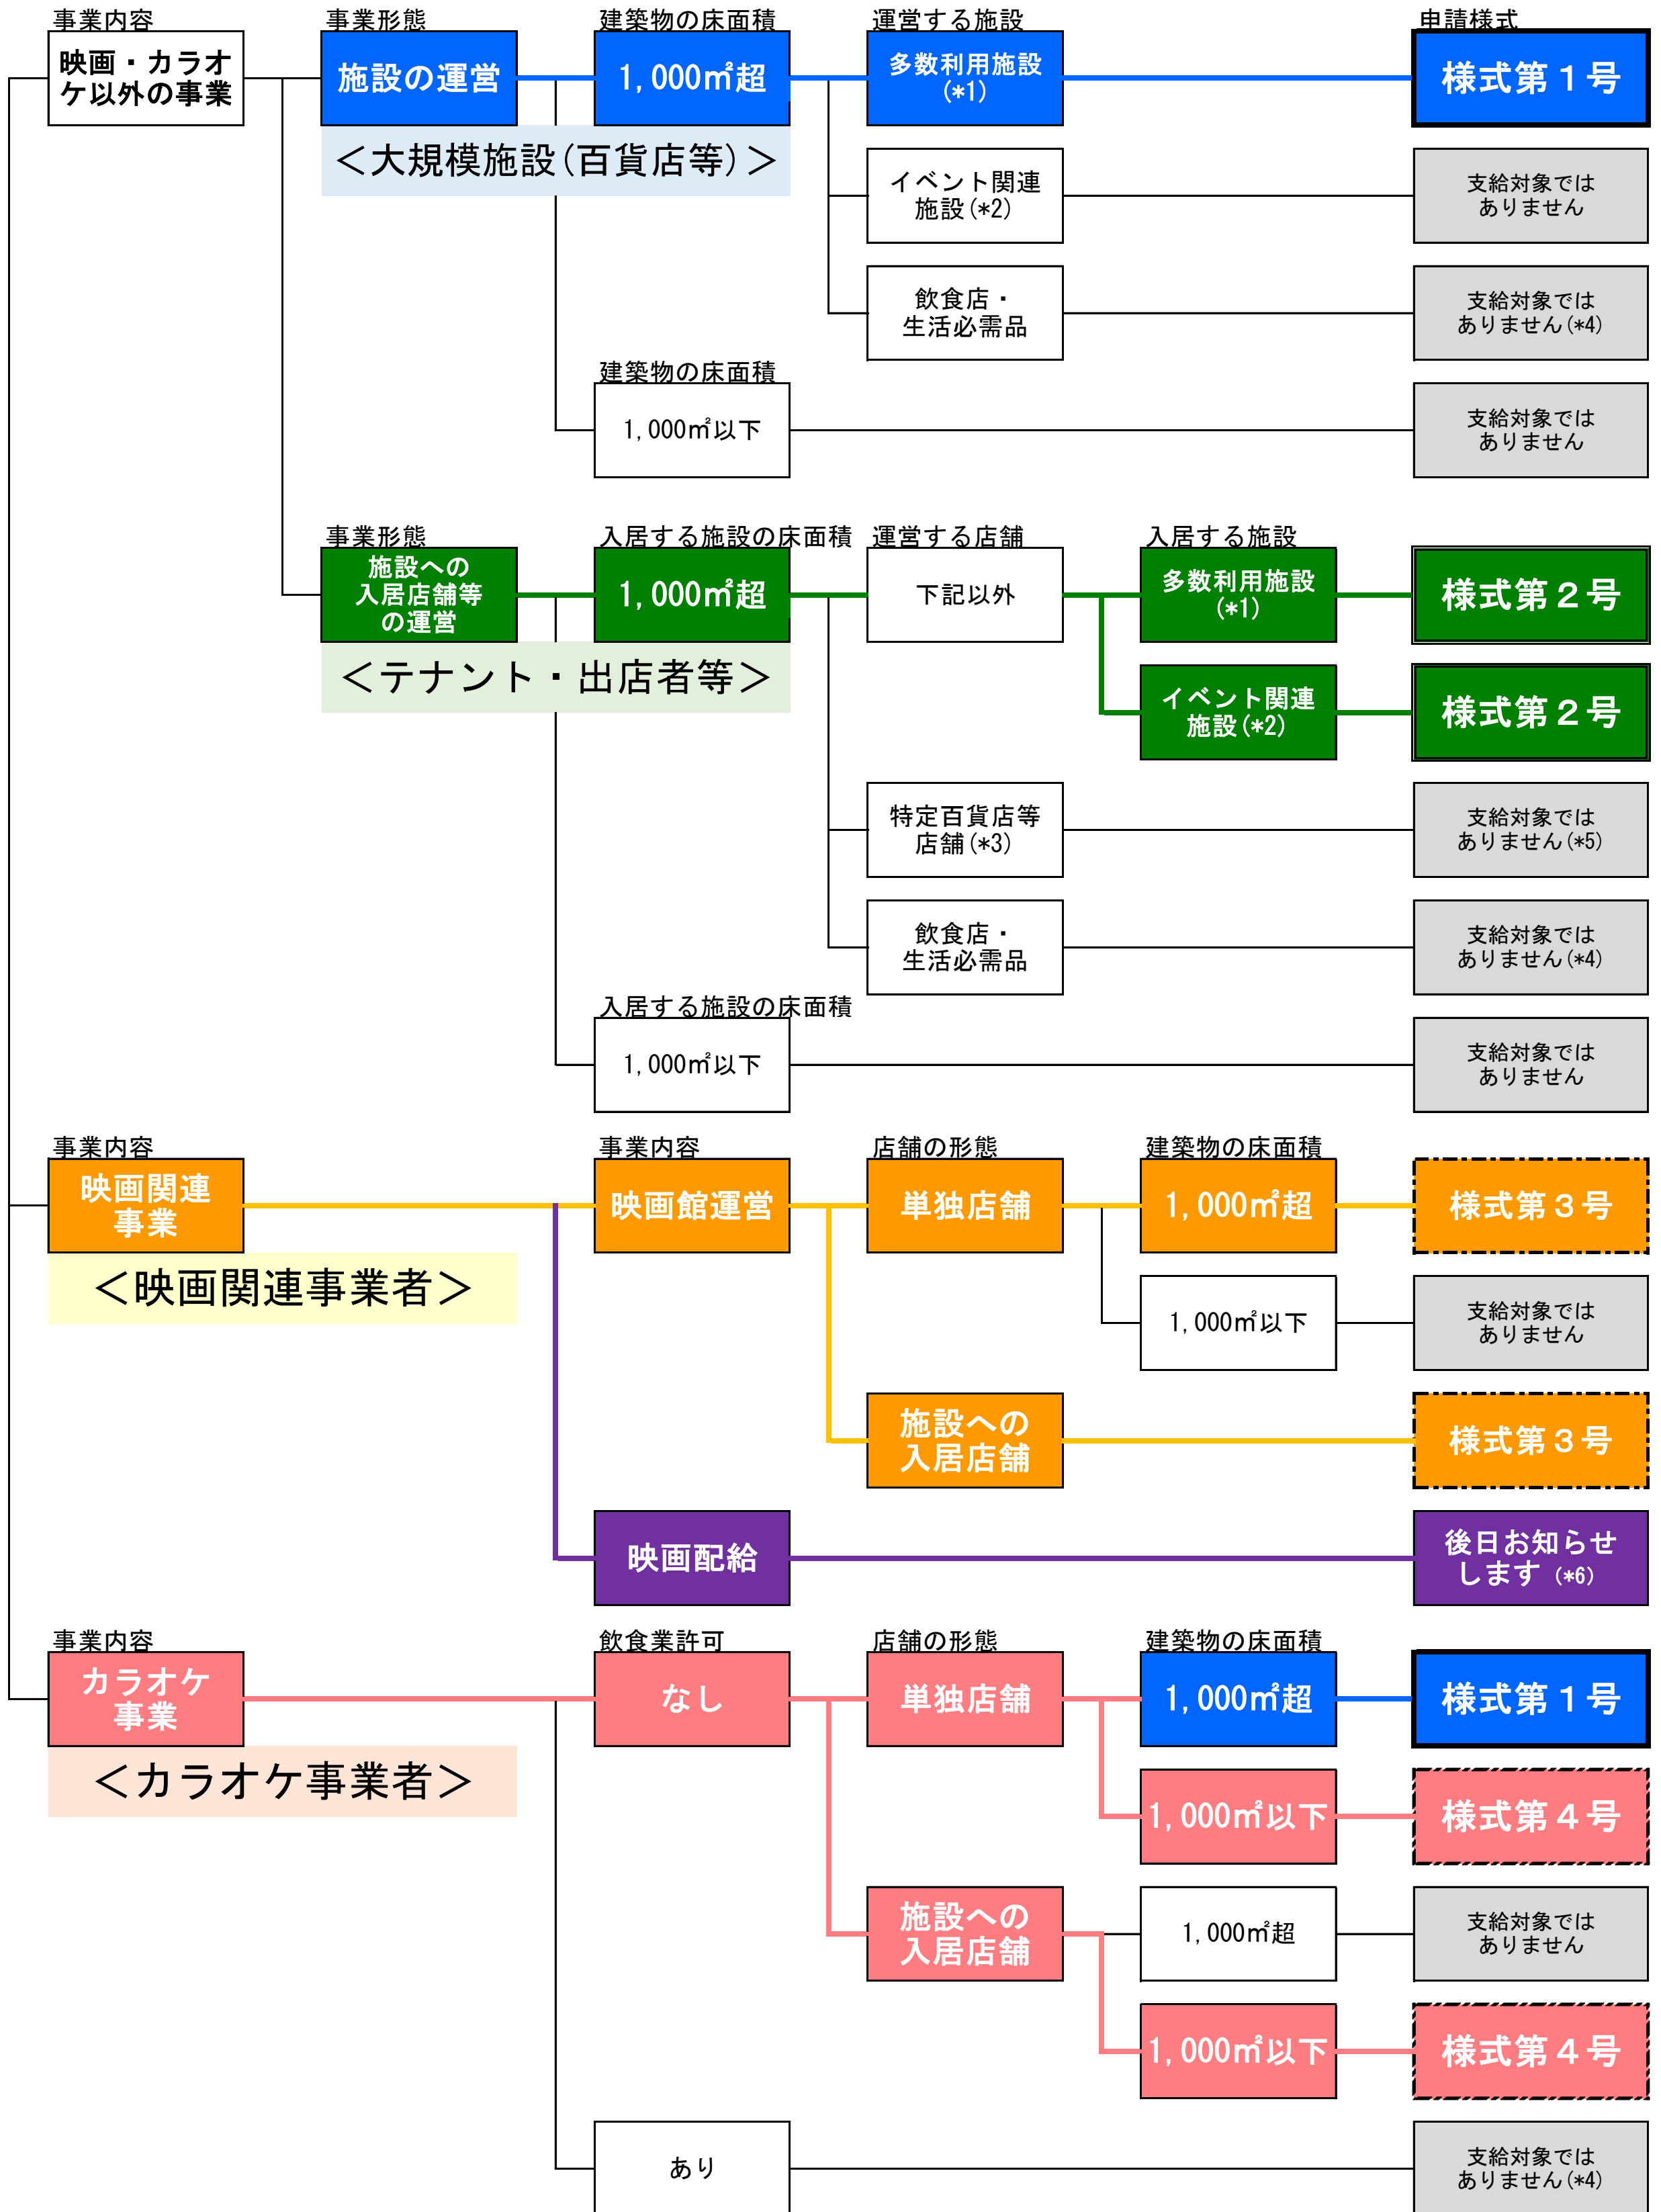 事業内容
事業形態
建築物の床面積
運営する施設
申請様式
映画・カラオ
ケ以外の事業
施設の運営
1,000㎡超
多数利用施設
(*1)
様式第１号
＜大規模施設(百貨店等)＞
イベント関連
施設(*2)
支給対象では
ありません
飲食店・
生活必需品
支給対象では
ありません(*4)
建築物の床面積
1,000㎡以下
支給対象では
ありません
事業形態
入居する施設の床面積
運営する店舗
入居する施設
施設への
入居店舗等
の運営
1,000㎡超
下記以外
多数利用施設
(*1)
様式第２号
＜テナント・出店者等＞
イベント関連
施設(*2)
様式第２号
特定百貨店等
店舗(*3)
支給対象では
ありません(*5)
飲食店・
生活必需品
支給対象では
ありません(*4)
入居する施設の床面積
1,000㎡以下
支給対象では
ありません
事業内容
事業内容
店舗の形態
建築物の床面積
映画関連
事業
映画館運営
単独店舗
1,000㎡超
様式第３号
＜映画関連事業者＞
1,000㎡以下
支給対象では
ありません
施設への
入居店舗
様式第３号
映画配給
後日お知らせ
します (*6)
事業内容
飲食業許可
店舗の形態
建築物の床面積
カラオケ
事業
なし
単独店舗
1,000㎡超
様式第１号
＜カラオケ事業者＞
1,000㎡以下
様式第４号
施設への
入居店舗
1,000㎡超
支給対象では
ありません
1,000㎡以下
様式第４号
あり
支給対象では
ありません(*4)